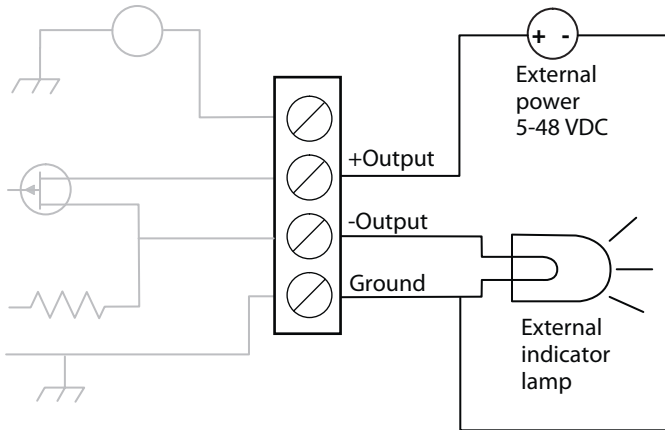 + -
External
power
5-48 VDC
+Output
-Output
Ground
External
indicator
lamp